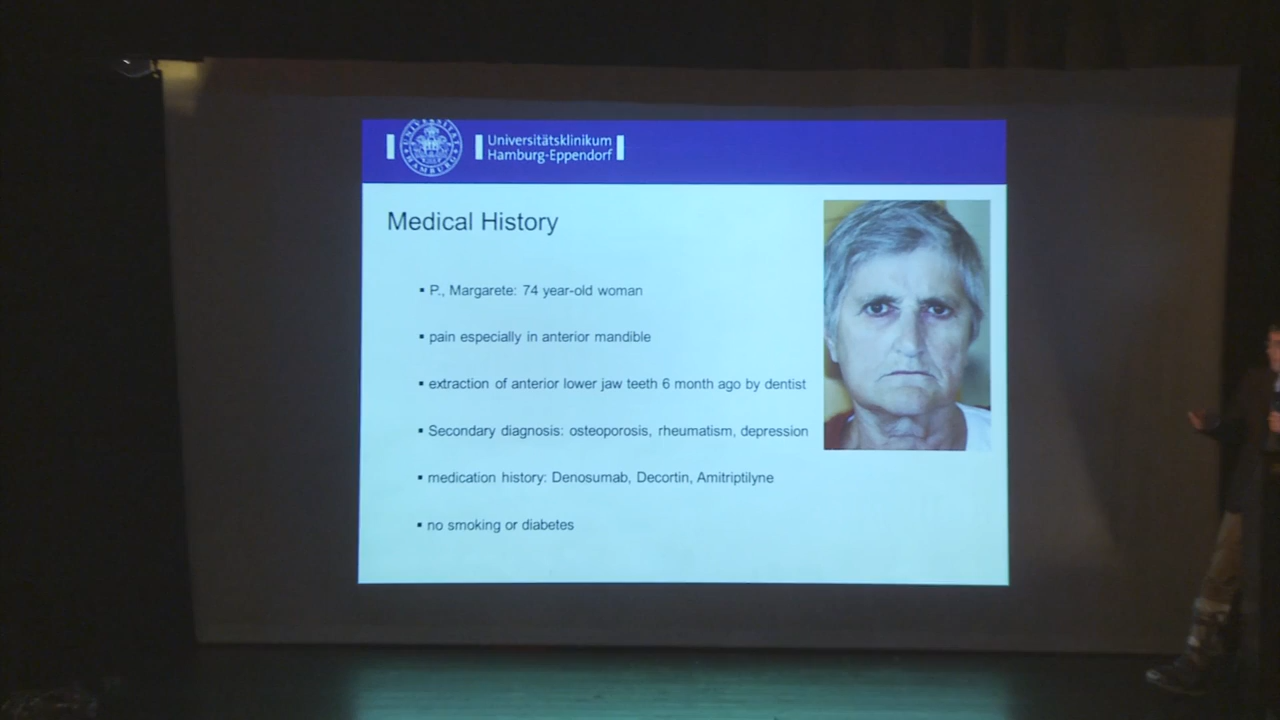 Universitätsklinikum
Hamburg-Eppendorf
Medical History
▪ P., Margarete: 74 year-old woman
▪ pain especially in anterior mandible
▪ extraction of anterior lower jaw teeth 6 month ago by dentist
▪ Secondary diagnosis: osteoporosis, rheumatism, depression
▪ medication history: Denosumab, Decortin, Amitriptilyne
▪ no smoking or diabetes